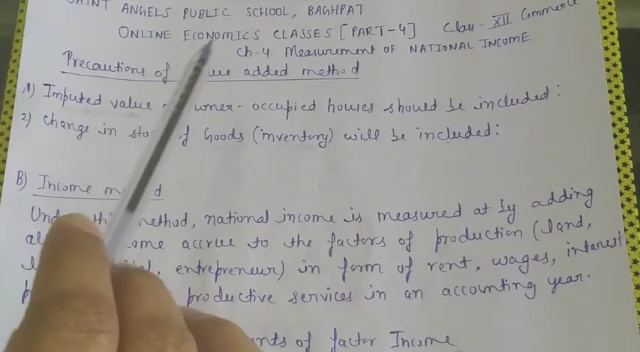 SAINT ANGELS PUBLIC SCHOOL, BAGHPAT
ONLINE ECONOMICS CLASSES [PART-4] Class-XII Commerce
Ch-4 Measurement OF NATIONAL INCOME
Precautions of added method
1) Imputed value owner-occupied houses should be included:
2) Change in of Goods (inventory) will be included:
B) Income
method, national income is measured at by adding
accrue to the factors of production (land,
entrepreneur) in form of rent, wages, interest
productive services in an accounting year.
of factor Income